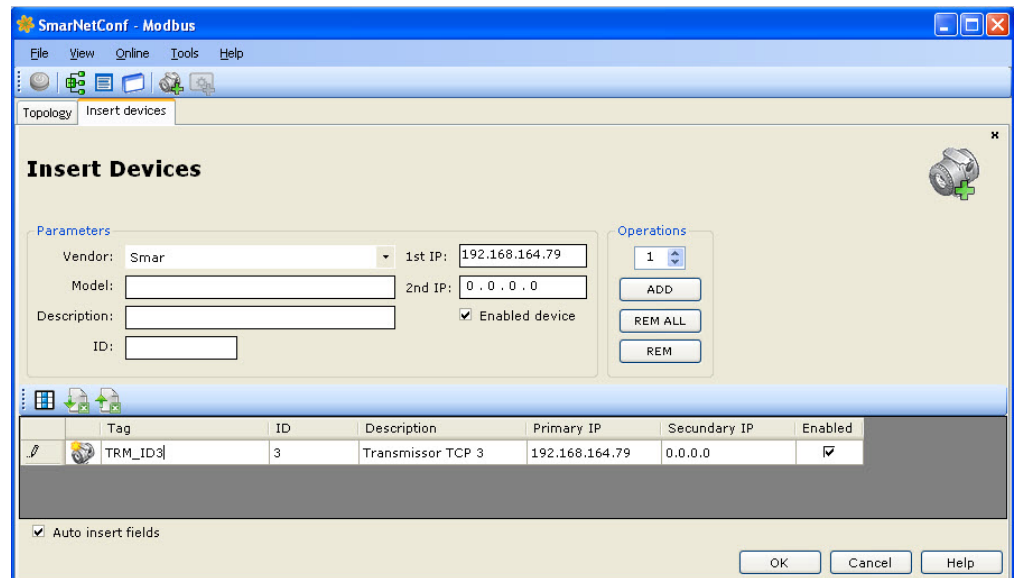 SmarNetConf - Modbus
File View Online Tools Help
Topology Insert devices
Insert Devices
Parameters
Operations
Vendor: Smar 1st IP: 192.168.164.79 1
Model: 2nd IP: 0 . 0 . 0 . 0 ADD
Description: Enabled device REM ALL
ID: REM
Tag ID Description Primary IP Secundary IP Enabled
TRM_ID3 3 Transmissor TCP 3 192.168.164.79 0.0.0.0
Auto insert fields
OK Cancel Help